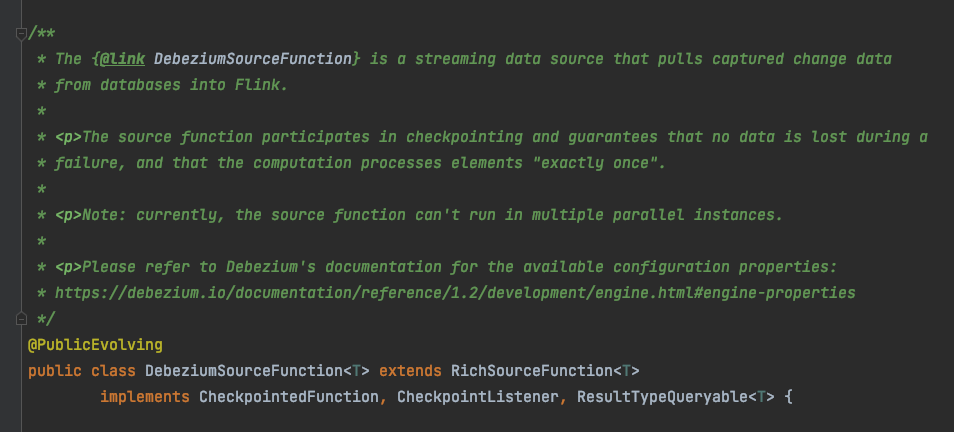 /**
 * The {@link DebeziumSourceFunction} is a streaming data source that pulls captured change data
 * from databases into Flink.
 *
 * <p>The source function participates in checkpointing and guarantees that no data is lost during a
 * failure, and that the computation processes elements "exactly once".
 *
 * <p>Note: currently, the source function can't run in multiple parallel instances.
 *
 * <p>Please refer to Debezium's documentation for the available configuration properties:
 * https://debezium.io/documentation/reference/1.2/development/engine.html#engine-properties
 */
@PublicEvolving
public class DebeziumSourceFunction<T> extends RichSourceFunction<T>
        implements CheckpointedFunction, CheckpointListener, ResultTypeQueryable<T> {